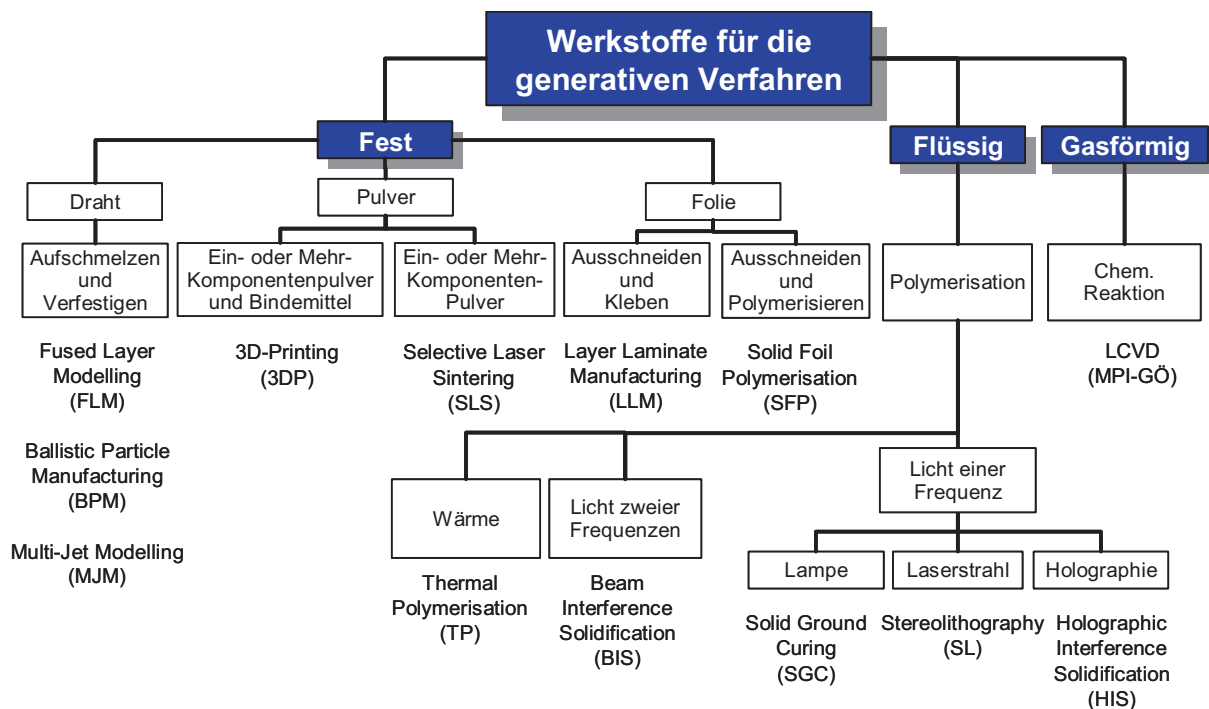 Werkstoffe für die
generativen Verfahren
Fest
Flüssig
Gasförmig
Draht
Pulver
Folie
Aufschmelzen
und
Verfestigen
Ein- oder Mehr-
Komponentenpulver
und Bindemittel
Ein- oder Mehr-
Komponenten-
Pulver
Ausschneiden
und
Kleben
Ausschneiden
und
Polymerisieren
Polymerisation
Chem.
Reaktion
Fused Layer
Modelling
(FLM)
3D-Printing
(3DP)
Selective Laser
Sintering
(SLS)
Layer Laminate
Manufacturing
(LLM)
Solid Foil
Polymerisation
(SFP)
LCVD
(MPI-GÖ)
Ballistic Particle
Manufacturing
(BPM)
Multi-Jet Modelling
(MJM)
Wärme
Licht zweier
Frequenzen
Licht einer
Frequenz
Lampe
Laserstrahl
Holographie
Thermal
Polymerisation
(TP)
Beam
Interference
Solidification
(BIS)
Solid Ground
Curing
(SGC)
Stereolithography
(SL)
Holographic
Interference
Solidification
(HIS)